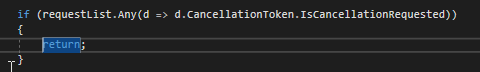 if (requestList.Any(d => d.CancellationToken.IsCancellationRequested))
{
return;
}